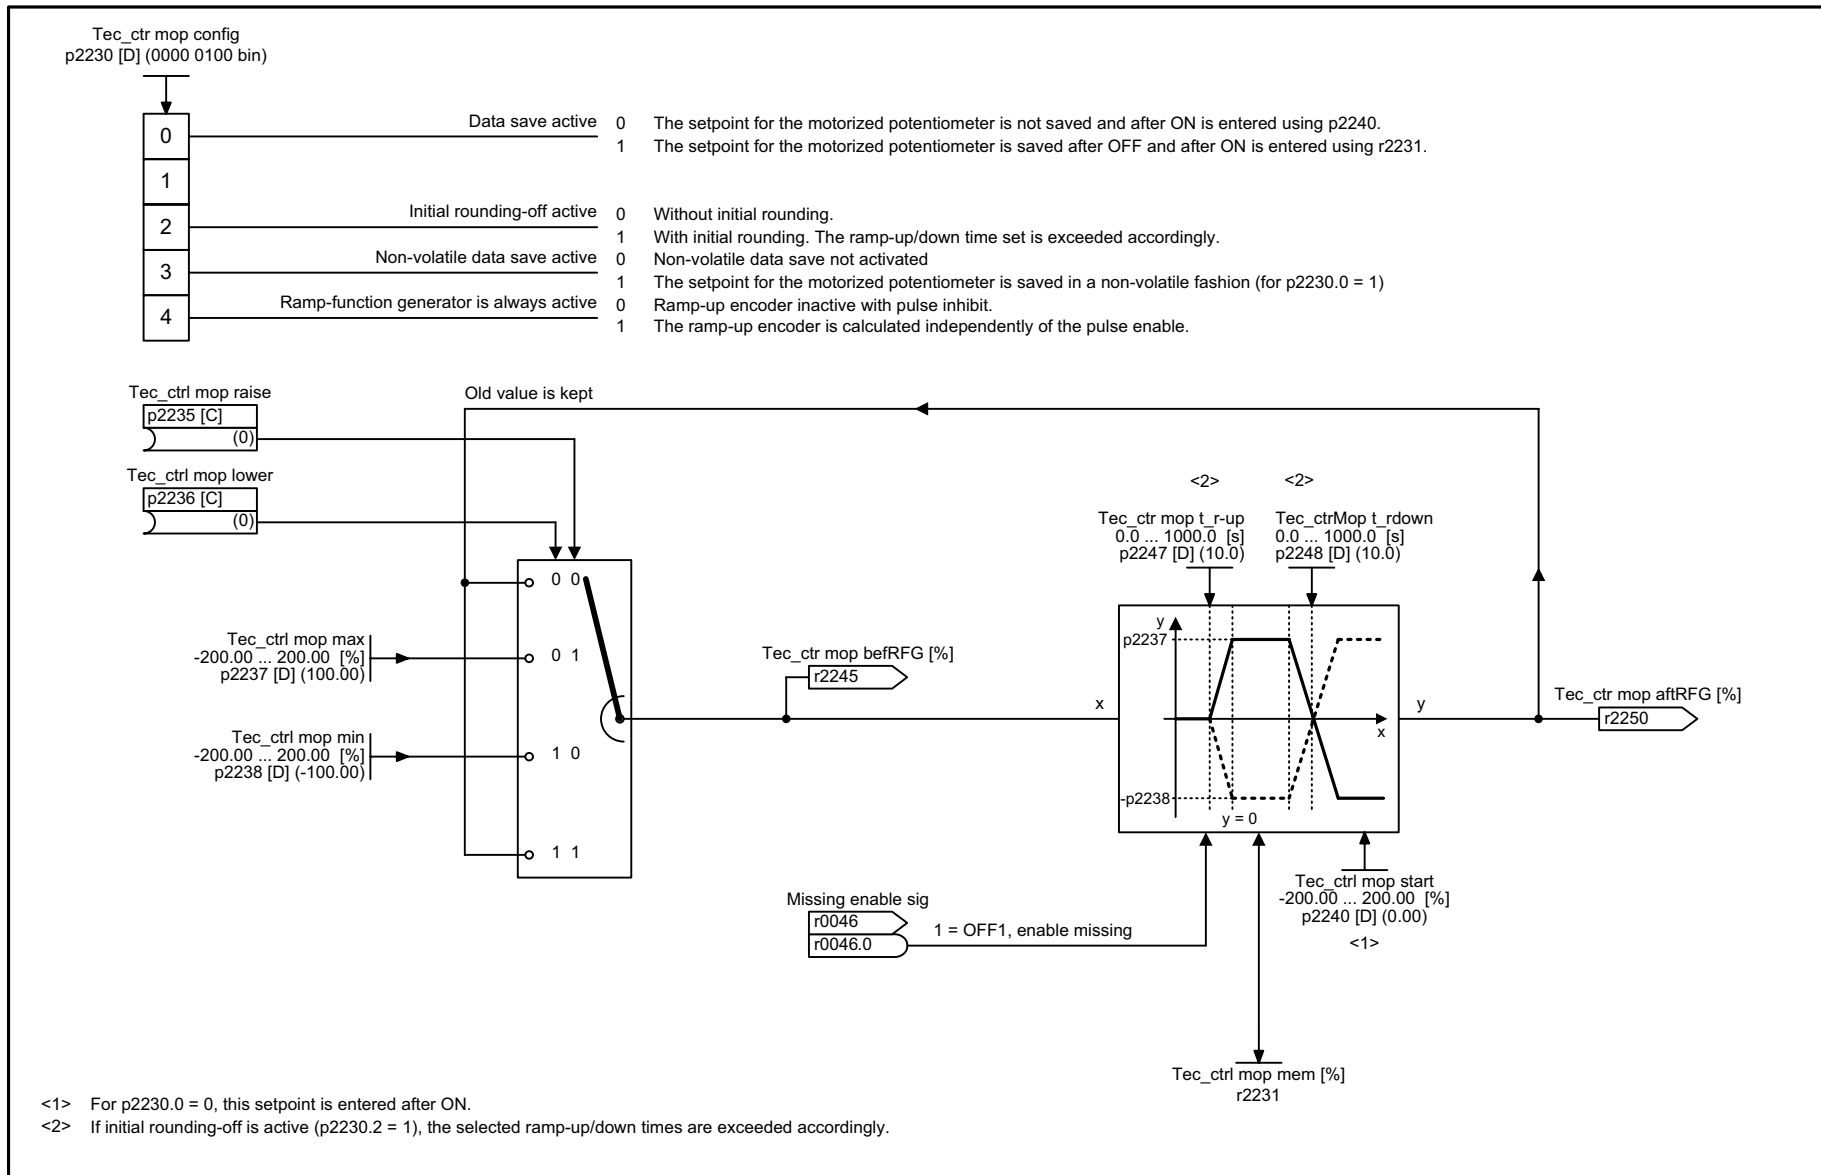 Tec_ctr mop config
p2230 [D] (0000 0100 bin)
0
1
2
3
4
Data save active
0 The setpoint for the motorized potentiometer is not saved and after ON is entered using p2240.
1 The setpoint for the motorized potentiometer is saved after OFF and after ON is entered using r2231.
Initial rounding-off active
0 Without initial rounding.
1 With initial rounding. The ramp-up/down time set is exceeded accordingly.
Non-volatile data save active
0 Non-volatile data save not activated
1 The setpoint for the motorized potentiometer is saved in a non-volatile fashion (for p2230.0 = 1)
Ramp-function generator is always active
0 Ramp-up encoder inactive with pulse inhibit.
1 The ramp-up encoder is calculated independently of the pulse enable.
Tec_ctrl mop raise
p2235 [C]
(0)
Tec_ctrl mop lower
p2236 [C]
(0)
Old value is kept
0 0
0 1
1 0
1 1
Tec_ctrl mop max
-200.00 ... 200.00 [%]
p2237 [D] (100.00)
Tec_ctrl mop min
-200.00 ... 200.00 [%]
p2238 [D] (-100.00)
Tec_ctr mop befRFG [%]
r2245
<2>
Tec_ctr mop t_r-up
0.0 ... 1000.0 [s]
p2247 [D] (10.0)
<2>
Tec_ctrMop t_rdown
0.0 ... 1000.0 [s]
p2248 [D] (10.0)
x
y
p2237
x
-p2238
y = 0
y
Tec_ctr mop aftRFG [%]
r2250
Missing enable sig
r0046
r0046.0
1 = OFF1, enable missing
Tec_ctrl mop start
-200.00 ... 200.00 [%]
p2240 [D] (0.00)
<1>
Tec_ctrl mop mem [%]
r2231
<1> For p2230.0 = 0, this setpoint is entered after ON.
<2> If initial rounding-off is active (p2230.2 = 1), the selected ramp-up/down times are exceeded accordingly.